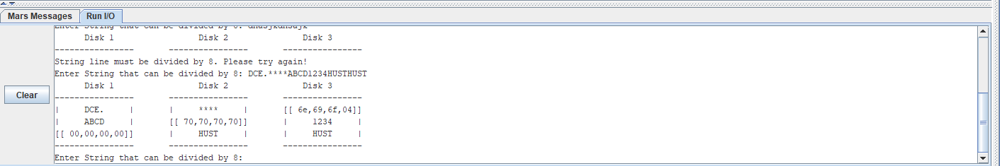 Mars Messages Run I/O
Enter String that can be divided by 8:
Disk 1 Disk 2 Disk 3
---------------- ---------------- ----------------
String line must be divided by 8. Please try again!
Enter String that can be divided by 8: DCE.****ABCD1234HUSTHUST
Disk 1 Disk 2 Disk 3
---------------- ---------------- ----------------
Clear
| DCE. | | **** | [[ 6e,69,6f,04]]
| ABCD | [[ 70,70,70,70]] | 1234 |
[[ 00,00,00,00]] | HUST | | HUST |
---------------- ---------------- ----------------
Enter String that can be divided by 8: